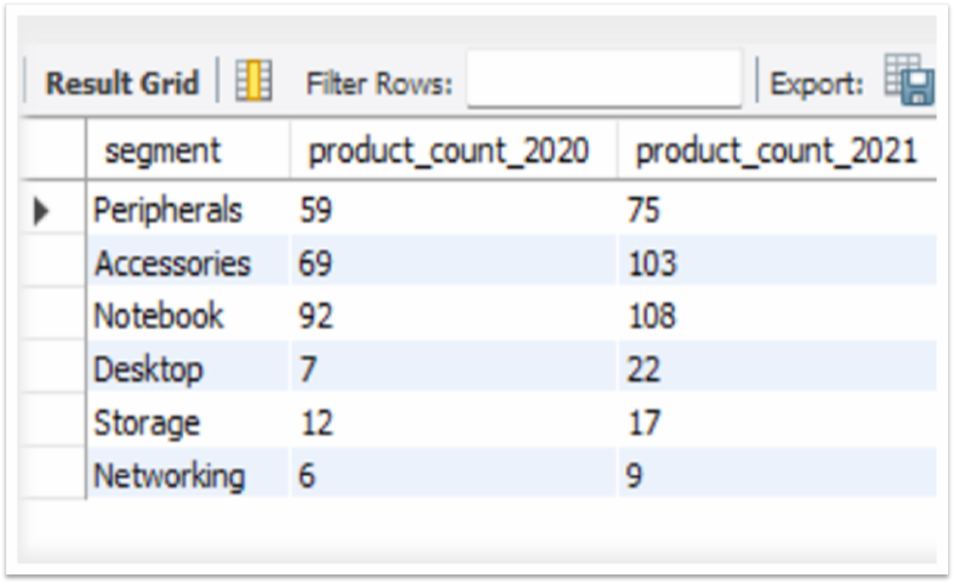 Result Grid Filter Rows: Export:
segment product_count_2020 product_count_2021
Peripherals 59 75
Accessories 69 103
Notebook 92 108
Desktop 7 22
Storage 12 17
Networking 6 9